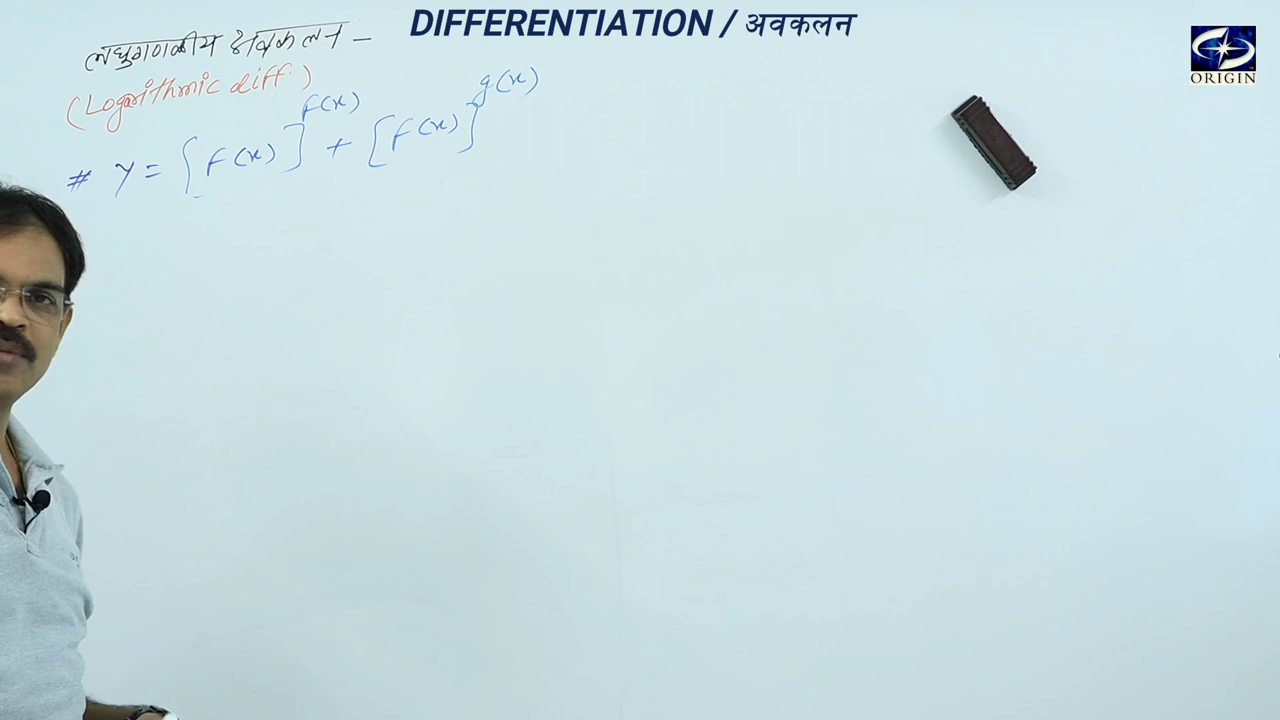 DIFFERENTIATION / अवकलन
ORIGIN
लघुगणकीय अवकलन —
(Logarithmic diff.)
# y = [f(x)]^f(x) + [f(x)]^g(x)